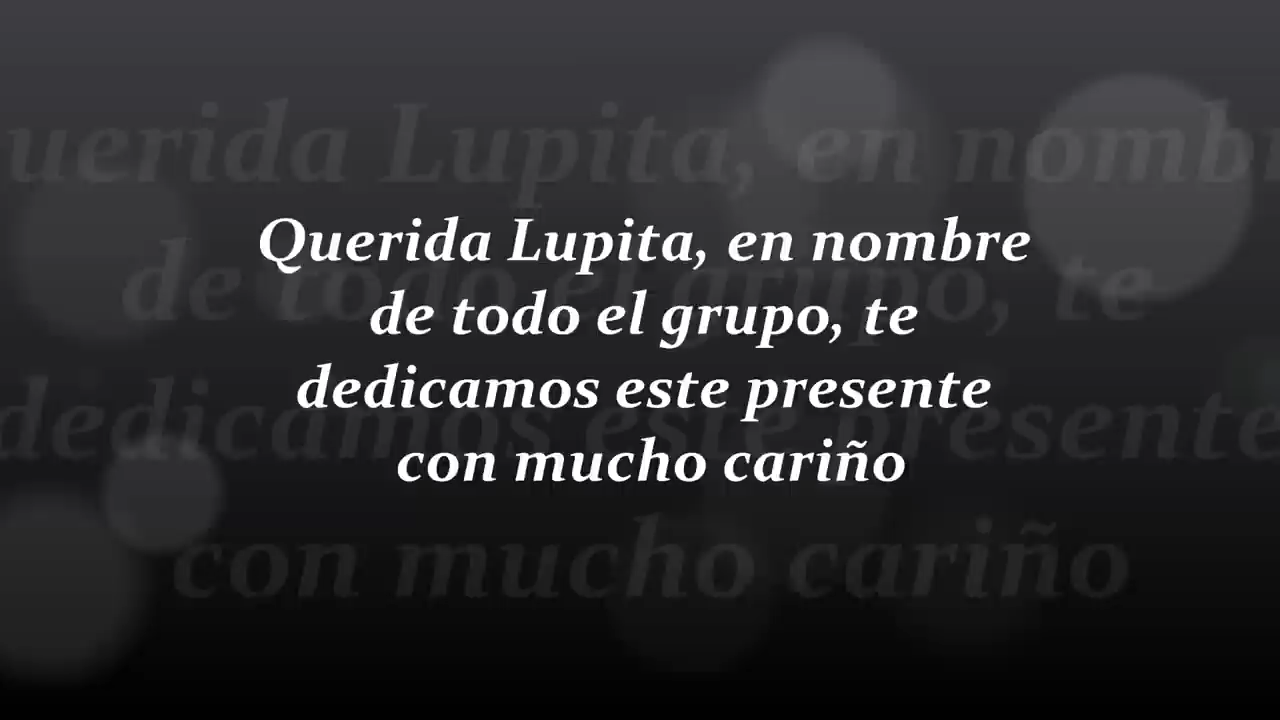 Querida Lupita, en nombre
de todo el grupo, te
dedicamos este presente
con mucho cariño